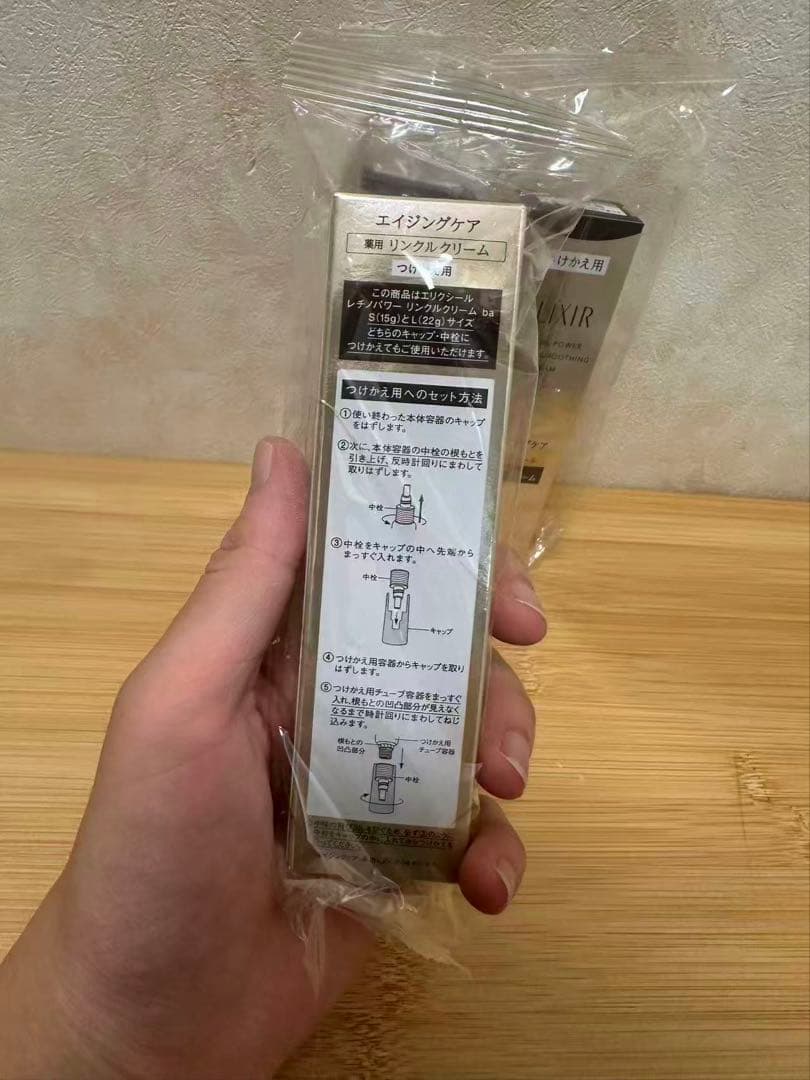 エイジングケア
薬用 リンクルクリーム
つけ え用
この商品はエリクシール
レチノパワー リンクルクリーム ba
S(15g)とL(22g)サイズ
どちらのキャップ・中栓に
つけかえてもご使用いただけます。
つけかえ用へのセット方法
①使い終わった本体容器のキャップ
をはずします。
②次に、本体容器の中栓の根もとを
引き上げ、反時計回りにまわして
取りはずします。
中栓
③中栓をキャップの中へ先端から
まっすぐ入れます。
中栓
キャップ
④つけかえ用容器からキャップを取り
はずします。
⑤つけかえ用チューブ容器をまっすぐ
入れ、根もとの凹凸部分が見えなく
なるまで時計回りにまわしてねじ
込みます。
根もとの
凹凸部分
つけかえ用
チューブ容器
中栓
けかえ用
LIXIR
POWER
SMOOTHING